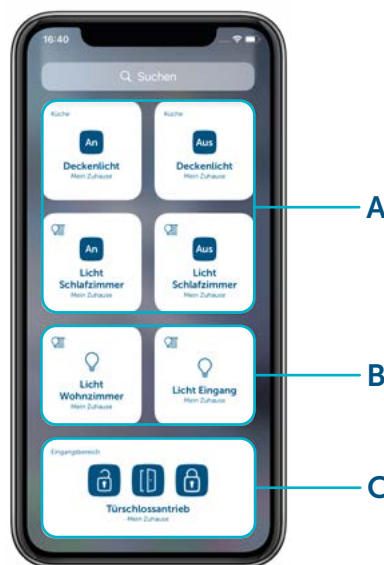 16:40
Suchen
Küche
An
Deckenlicht
Mein Zuhause
Küche
Aus
Deckenlicht
Mein Zuhause
A
An
Licht
Schlafzimmer
Mein Zuhause
Aus
Licht
Schlafzimmer
Mein Zuhause
Licht
Wohnzimmer
Mein Zuhause
Licht Eingang
Mein Zuhause
B
Eingangsbereich
Türschlossantrieb
Mein Zuhause
C